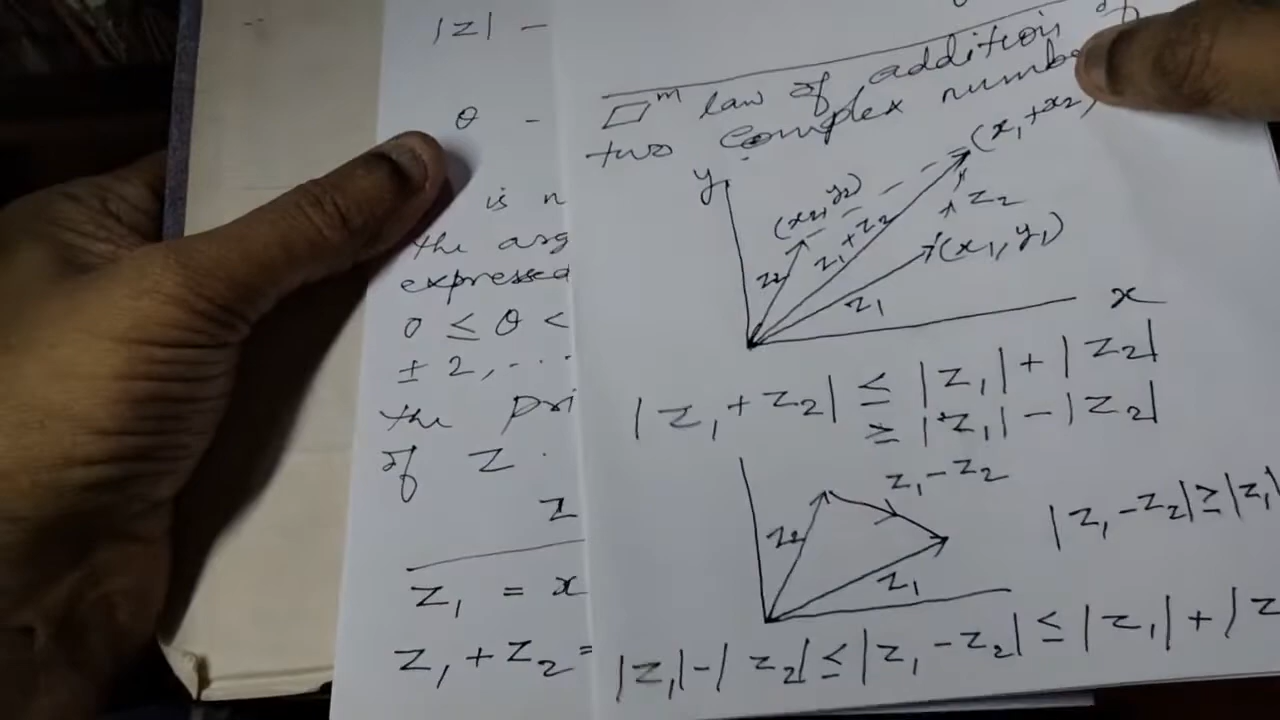 |z| -
θ -
is n
the arg
expressed
0 ≤ θ <
± 2, ...
the pri
of z.
z
z₁ = x
z₁ + z₂ =
▱ᵐ law of addition of
two complex numbe
y
(x₁+x₂,
(x₂, y₂)
z₁+z₂
z₂
z₂
(x₁, y₁)
z₁
x
|z₁ + z₂| ≤ |z₁| + |z₂|
≥ |z₁| - |z₂|
z₁-z₂
z₂
z₁
|z₁ - z₂| ≥ |z₁|
|z₁| - |z₂| ≤ |z₁ - z₂| ≤ |z₁| + |z